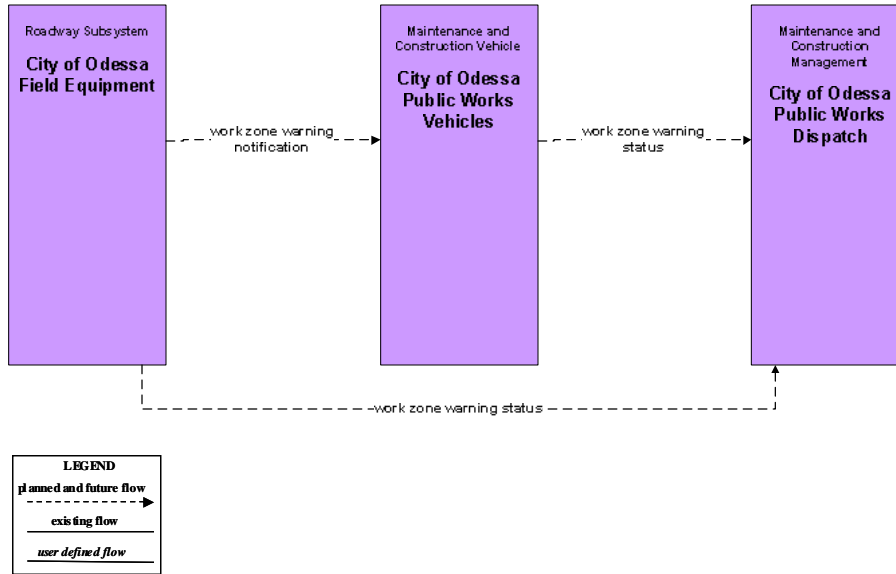 Roadway Subsystem
City of Odessa
Field Equipment
Maintenance and
Construction Vehicle
City of Odessa
Public Works
Vehicles
Maintenance and
Construction
Management
City of Odessa
Public Works
Dispatch
work zone warning
notification
work zone warning
status
work zone warning status
LEGEND
planned and future flow
existing flow
user defined flow